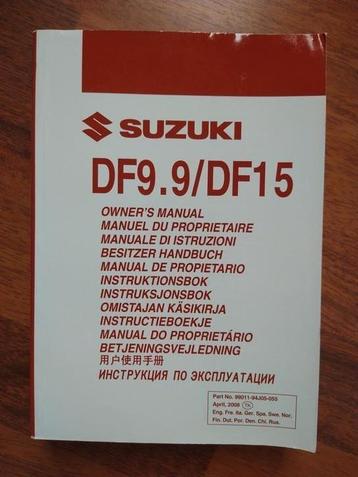 SUZUKI
DF9.9/DF15
OWNER'S MANUAL
MANUEL DU PROPRIETAIRE
MANUALE DI ISTRUZIONI
BESITZER HANDBUCH
MANUAL DE PROPIETARIO
INSTRUKTIONSBOK
INSTRUKSJONSBOK
OMISTAJAN KÄSIKIRJA
INSTRUCTIEBOEKJE
MANUAL DO PROPRIETÁRIO
BETJENINGSVEJLEDNING
用户使用手册
ИНСТРУКЦИЯ ПО ЭКСПЛУАТАЦИИ
Part No. 99011-94J05-055
April, 2008 TK
Eng. Fre. Ita. Ger. Spa. Swe. Nor.
Fin. Dut. Por. Den. Chi. Rus.